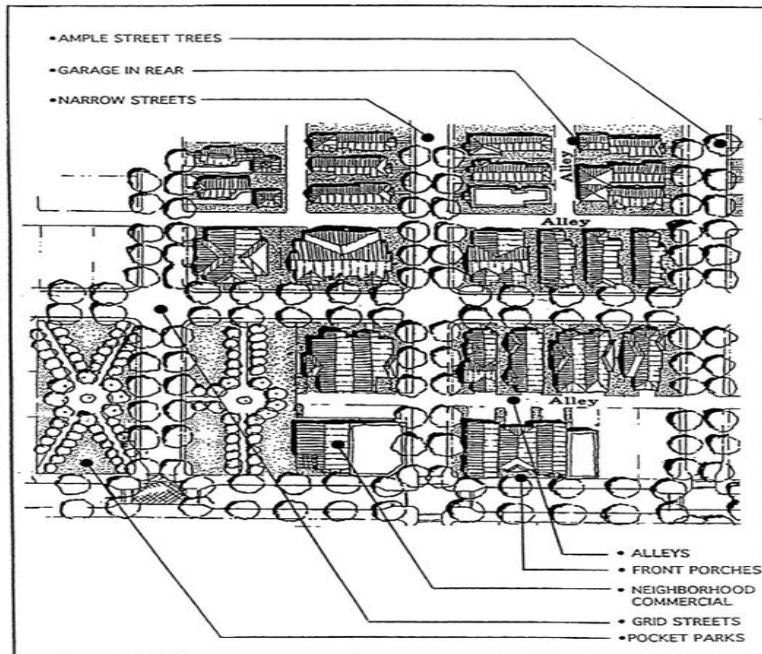 •AMPLE STREET TREES
•GARAGE IN REAR
•NARROW STREETS
Alley
Alley
Alley
• ALLEYS
• FRONT PORCHES
• NEIGHBORHOOD
COMMERCIAL
• GRID STREETS
•POCKET PARKS